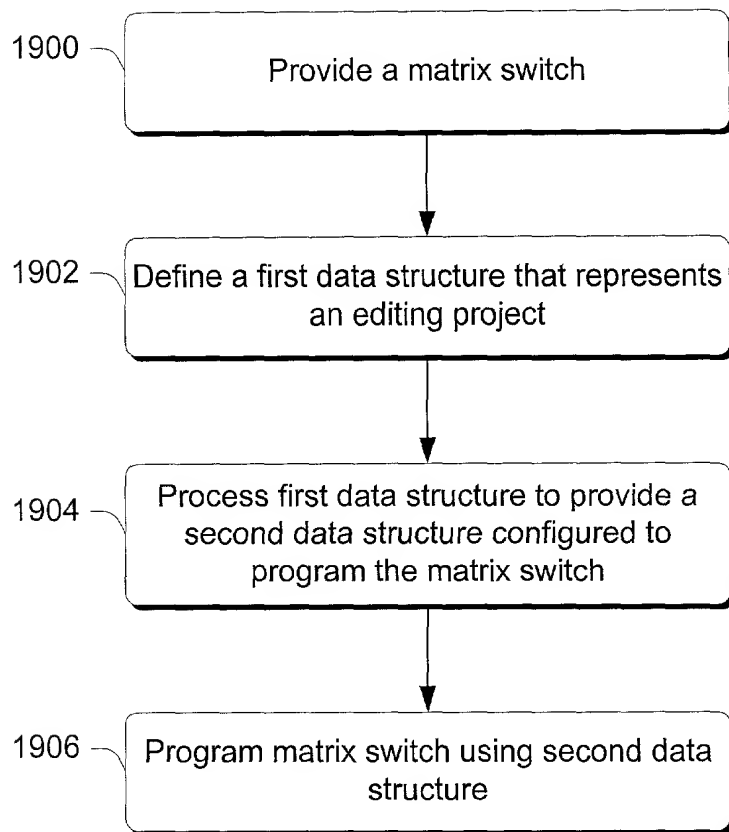 1900
Provide a matrix switch
1902
Define a first data structure that represents
an editing project
1904
Process first data structure to provide a
second data structure configured to
program the matrix switch
1906
Program matrix switch using second data
structure